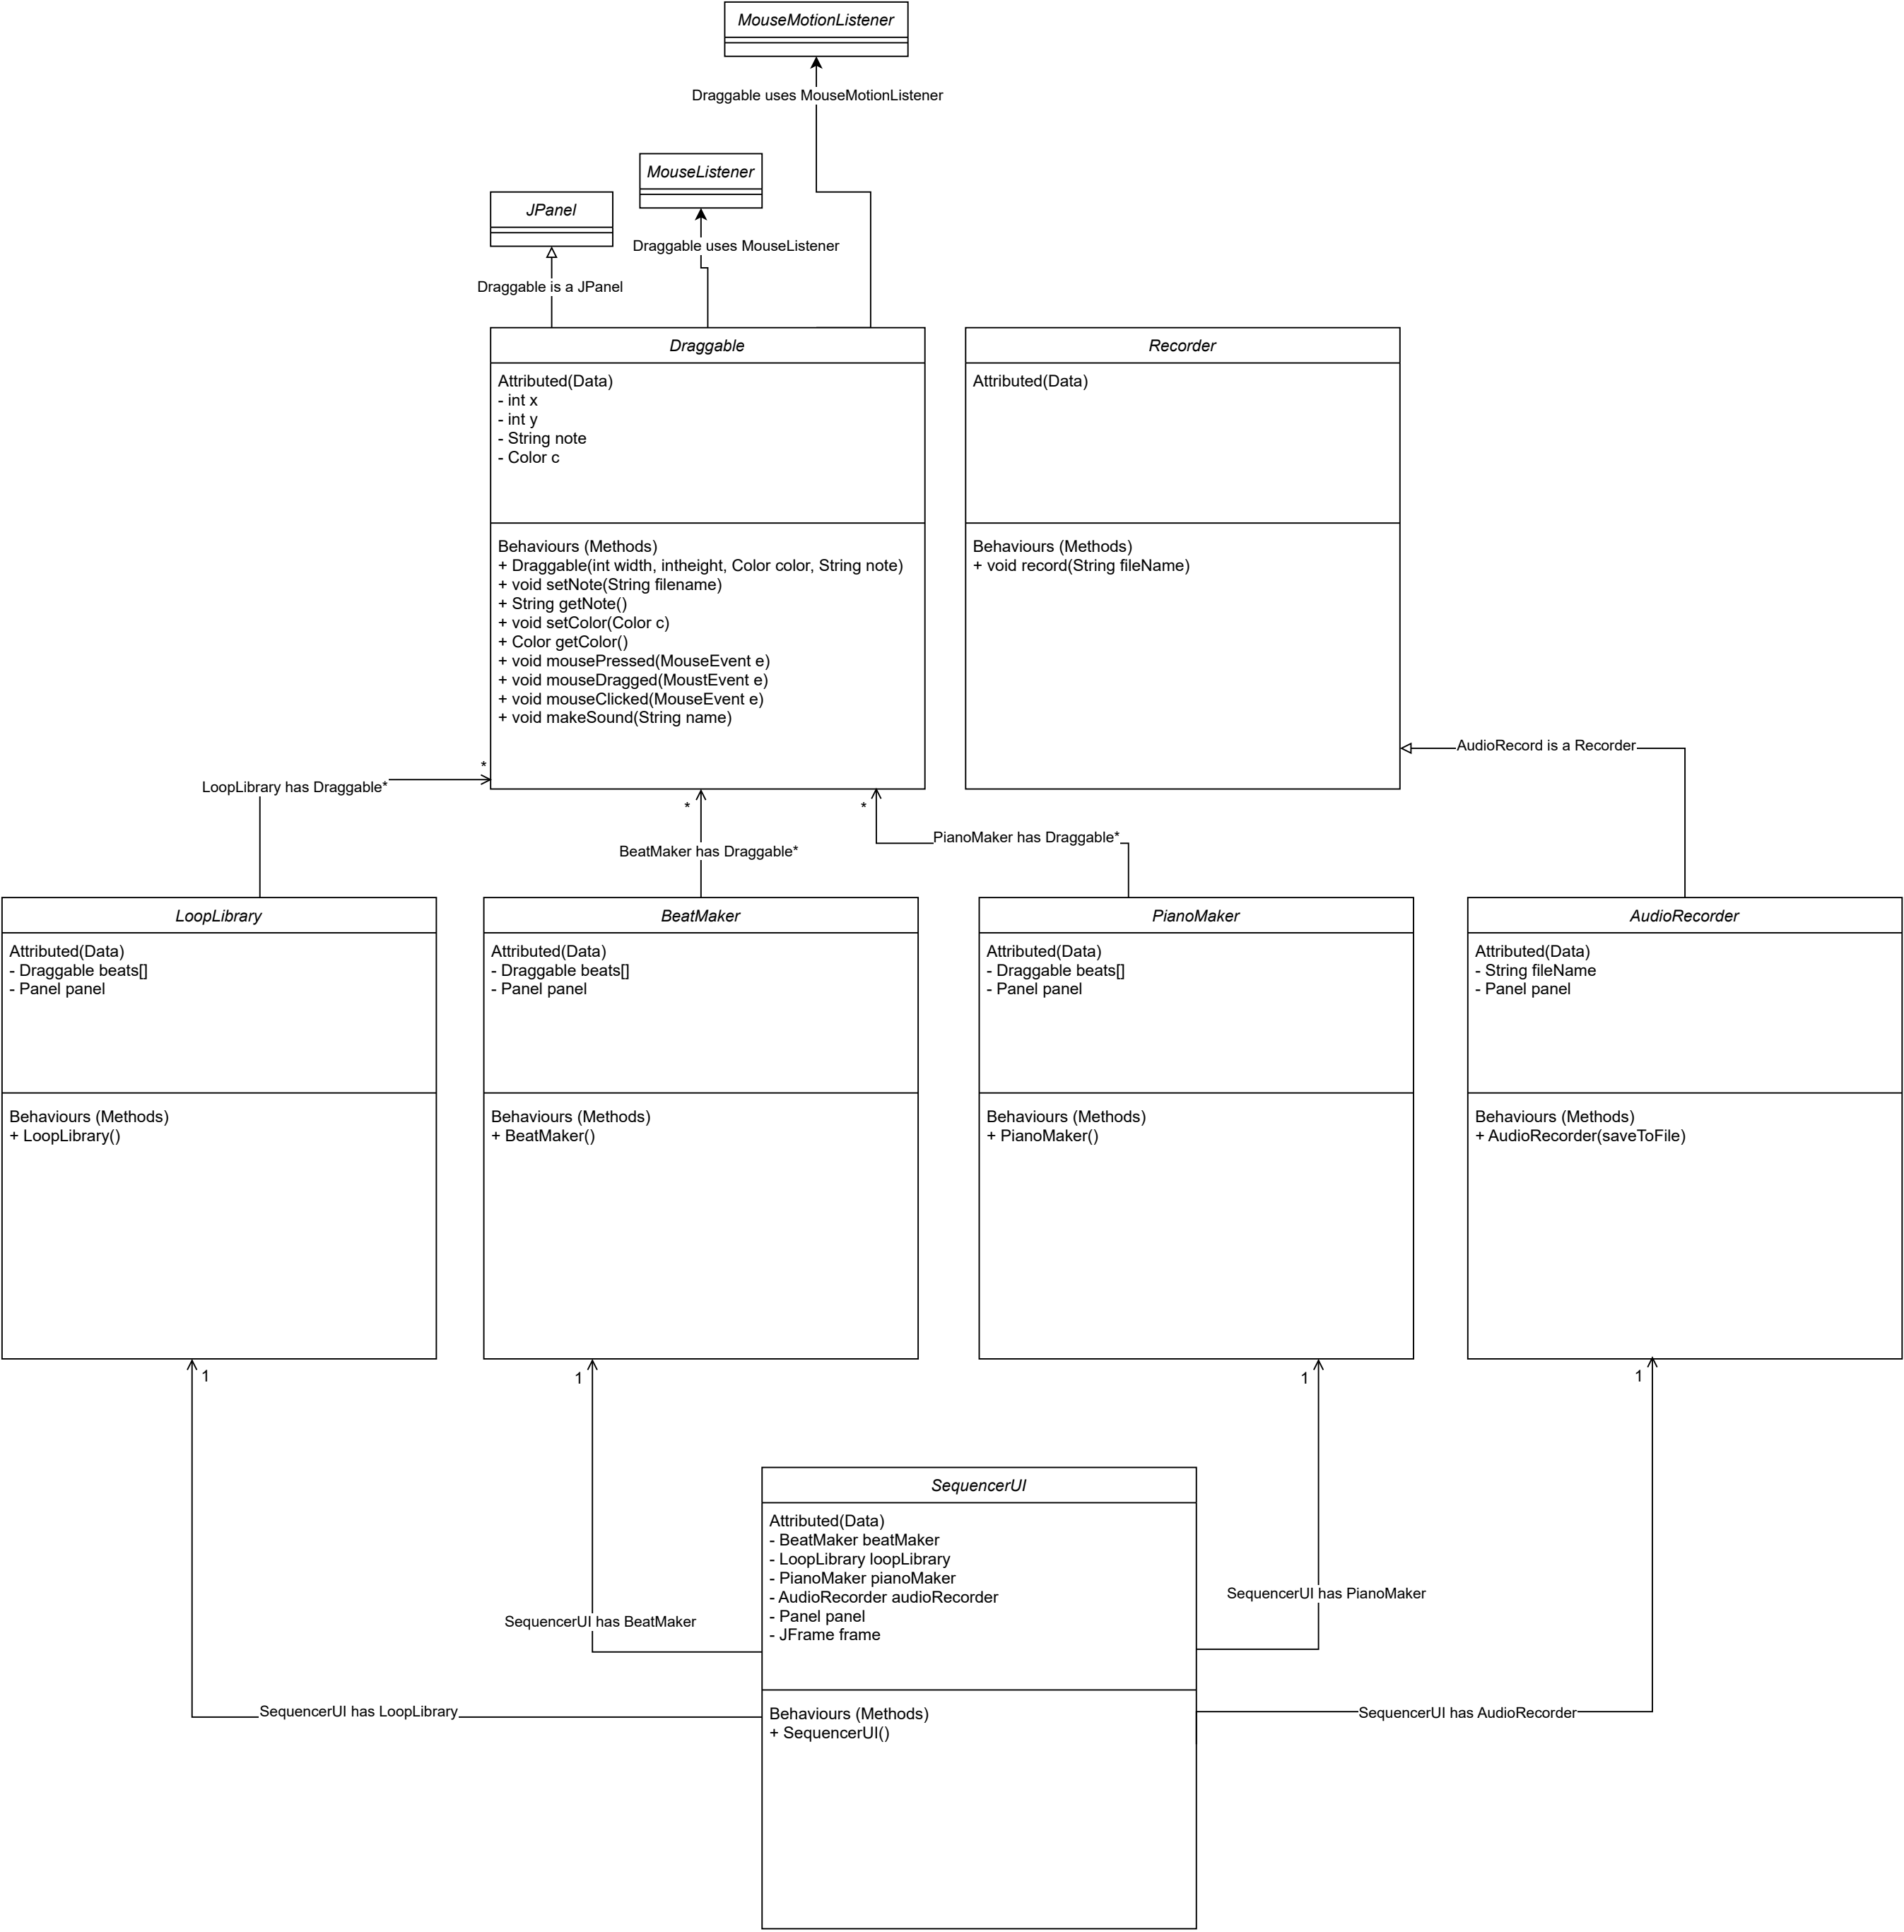 MouseMotionListener
Draggable uses MouseMotionListener
MouseListener
JPanel
Draggable uses MouseListener
Draggable is a JPanel
Draggable
Attributed(Data)
- int x
- int y
- String note
- Color c
Behaviours (Methods)
+ Draggable(int width, intheight, Color color, String note)
+ void setNote(String filename)
+ String getNote()
+ void setColor(Color c)
+ Color getColor()
+ void mousePressed(MouseEvent e)
+ void mouseDragged(MoustEvent e)
+ void mouseClicked(MouseEvent e)
+ void makeSound(String name)
Recorder
Attributed(Data)
Behaviours (Methods)
+ void record(String fileName)
AudioRecord is a Recorder
*
LoopLibrary has Draggable*
*
BeatMaker has Draggable*
*
PianoMaker has Draggable*
LoopLibrary
Attributed(Data)
- Draggable beats[]
- Panel panel
Behaviours (Methods)
+ LoopLibrary()
BeatMaker
Attributed(Data)
- Draggable beats[]
- Panel panel
Behaviours (Methods)
+ BeatMaker()
PianoMaker
Attributed(Data)
- Draggable beats[]
- Panel panel
Behaviours (Methods)
+ PianoMaker()
AudioRecorder
Attributed(Data)
- String fileName
- Panel panel
Behaviours (Methods)
+ AudioRecorder(saveToFile)
1
1
1
1
SequencerUI
Attributed(Data)
- BeatMaker beatMaker
- LoopLibrary loopLibrary
- PianoMaker pianoMaker
- AudioRecorder audioRecorder
- Panel panel
- JFrame frame
Behaviours (Methods)
+ SequencerUI()
SequencerUI has PianoMaker
SequencerUI has BeatMaker
SequencerUI has LoopLibrary
SequencerUI has AudioRecorder